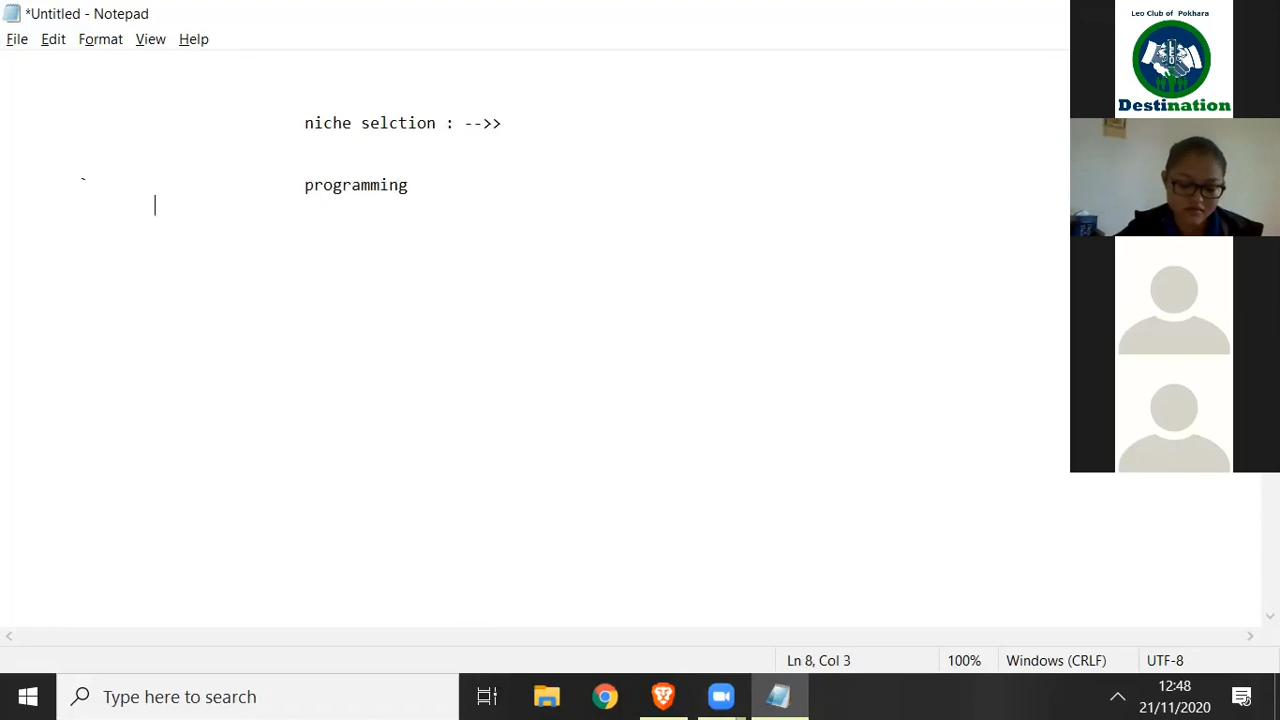 *Untitled - Notepad
File Edit Format View Help
niche selction : -->>
` programming
Ln 8, Col 3 100% Windows (CRLF) UTF-8
Type here to search
12:48
21/11/2020
Leo Club of Pokhara
LEO
Destination